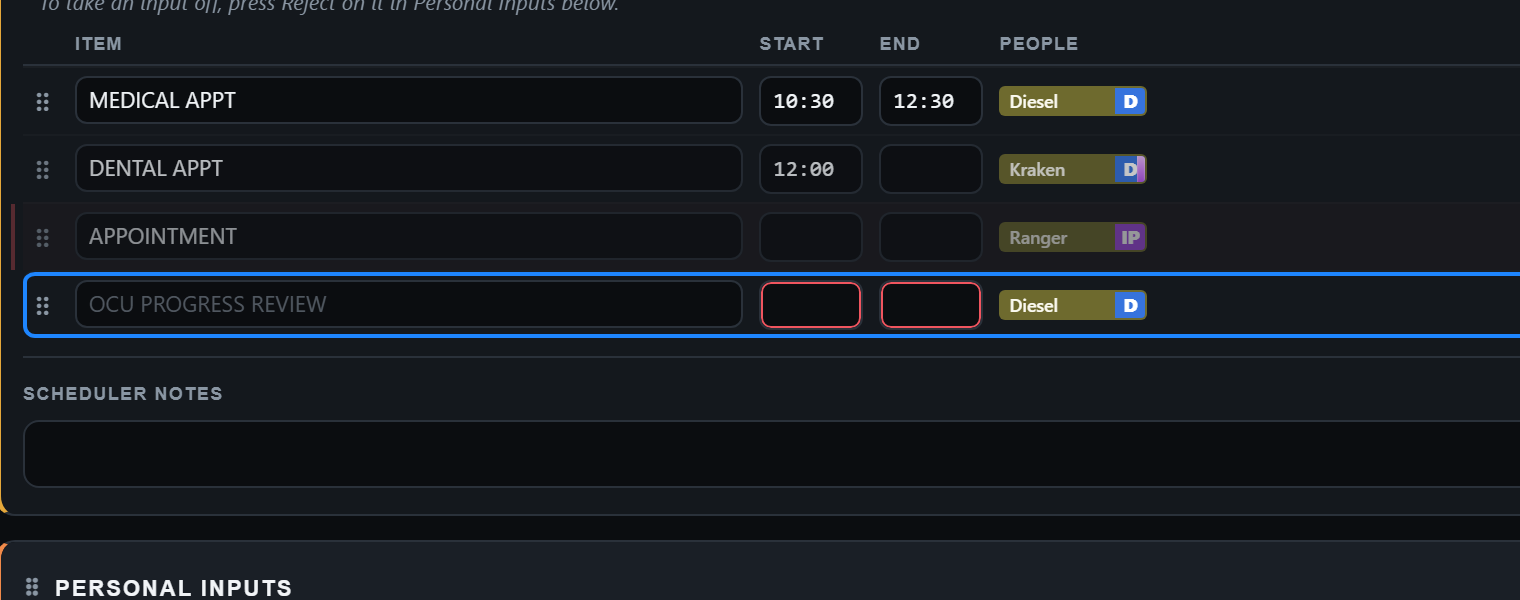 To take an input off, press Reject on it in Personal Inputs below.
ITEM START END PEOPLE
MEDICAL APPT 10:30 12:30 Diesel D
DENTAL APPT 12:00 Kraken D
APPOINTMENT Ranger IP
OCU PROGRESS REVIEW Diesel D
SCHEDULER NOTES
PERSONAL INPUTS